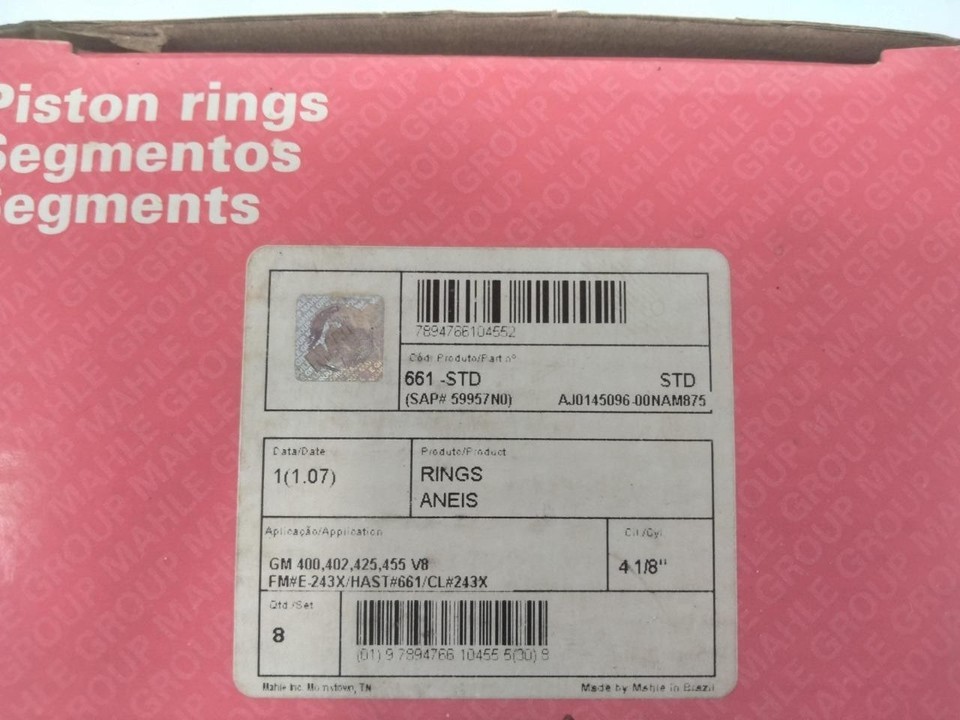 Piston rings
Segmentos
Segments
7894766104552
Cód: Produto/Part nº
661 -STD STD
(SAP# 59957N0) AJ0145096-00NAM875
Data/Date
1(1.07)
Produto/Product
RINGS
ANEIS
Aplicação/Application
GM 400,402,425,455 V8
FM#E-243X/HAST#661/CL#243X
Cil./Cyl.
4 1/8"
Qtd./Set
8
(01) 9 7894766 10455 5(30) 8
Mahle Inc. Morristown, TN
Made by Mahle in Brazil
MAHLE GROUP